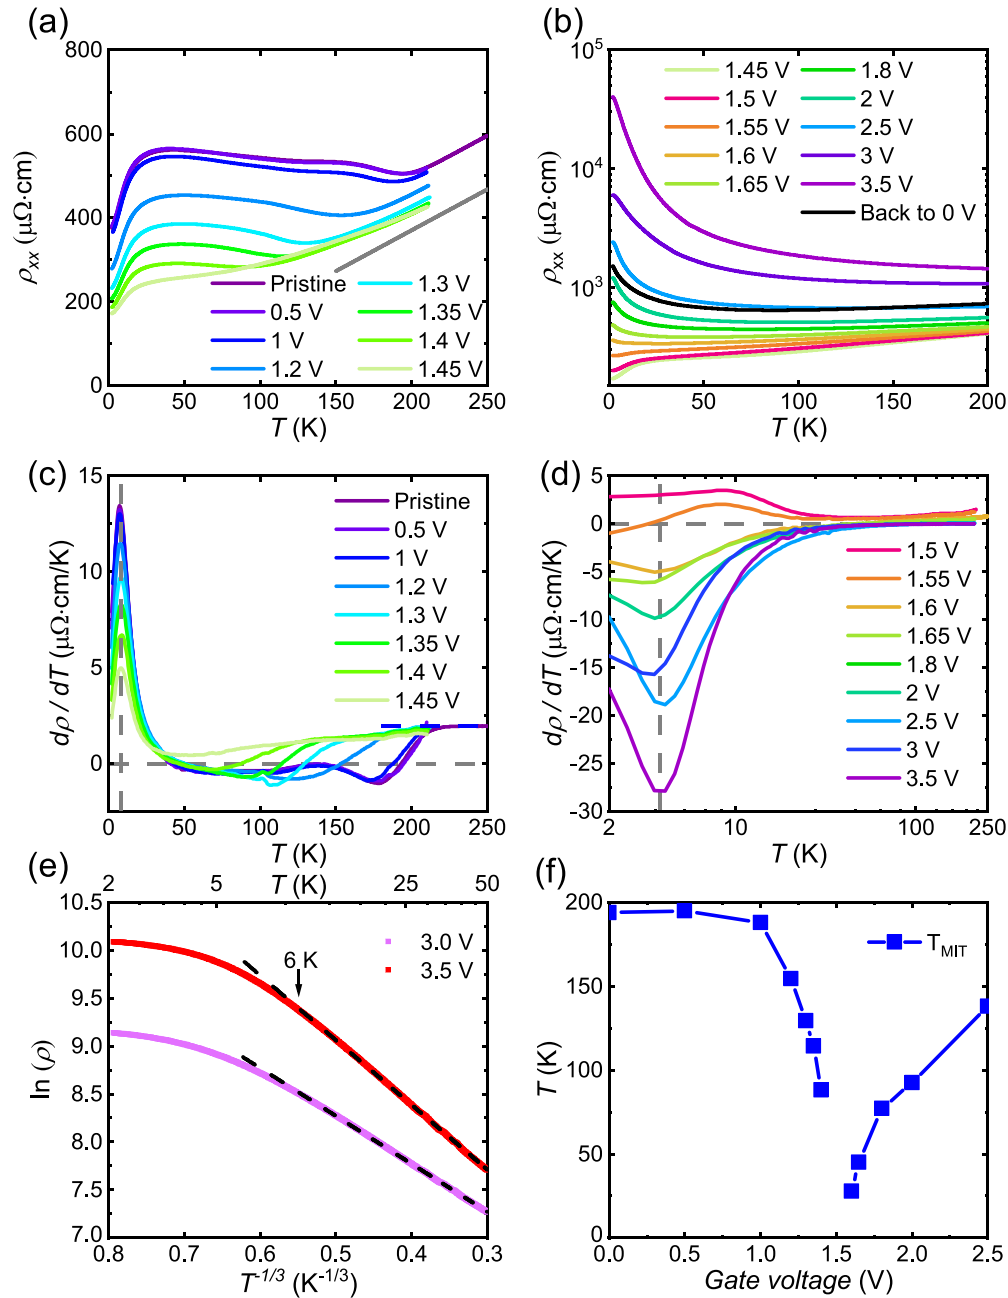 (a)
800
600
400
200
0
ρxx (μΩ·cm)
Pristine
0.5 V
1 V
1.2 V
1.3 V
1.35 V
1.4 V
1.45 V
0 50 100 150 200 250
T (K)
(b)
10^5
10^4
10^3
ρxx (μΩ·cm)
1.45 V
1.5 V
1.55 V
1.6 V
1.65 V
1.8 V
2 V
2.5 V
3 V
3.5 V
Back to 0 V
0 50 100 150 200
T (K)
(c)
15
10
5
0
dρ / dT (μΩ·cm/K)
Pristine
0.5 V
1 V
1.2 V
1.3 V
1.35 V
1.4 V
1.45 V
0 50 100 150 200 250
T (K)
(d)
5
0
-5
-10
-15
-20
-25
-30
dρ / dT (μΩ·cm/K)
1.5 V
1.55 V
1.6 V
1.65 V
1.8 V
2 V
2.5 V
3 V
3.5 V
2 10 100 250
T (K)
(e)
2 5 T (K) 25 50
10.5
10.0
9.5
9.0
8.5
8.0
7.5
7.0
ln (ρ)
6 K
3.0 V
3.5 V
0.8 0.7 0.6 0.5 0.4 0.3
T^-1/3 (K^-1/3)
(f)
200
150
100
50
0
T (K)
T_MIT
0.0 0.5 1.0 1.5 2.0 2.5
Gate voltage (V)